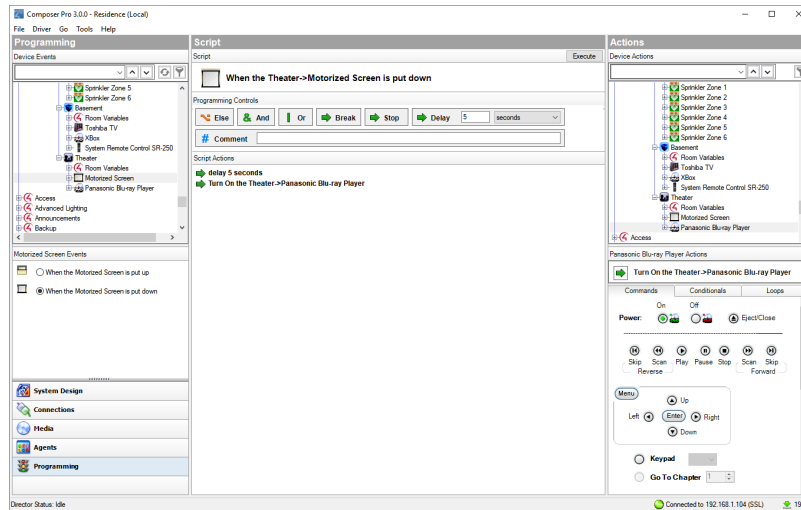 Composer Pro 3.0.0 - Residence (Local)
File Driver Go Tools Help
Programming
Device Events
Sprinkler Zone 5
Sprinkler Zone 6
Basement
Room Variables
Toshiba TV
XBox
System Remote Control SR-250
Theater
Room Variables
Motorized Screen
Panasonic Blu-ray Player
Access
Advanced Lighting
Announcements
Backup
Motorized Screen Events
When the Motorized Screen is put up
When the Motorized Screen is put down
System Design
Connections
Media
Agents
Programming
Script
Script Execute
When the Theater->Motorized Screen is put down
Programming Controls
Else & And Or Break Stop Delay 5 seconds
# Comment
Script Actions
delay 5 seconds
Turn On the Theater->Panasonic Blu-ray Player
Actions
Device Actions
Sprinkler Zone 1
Sprinkler Zone 2
Sprinkler Zone 3
Sprinkler Zone 4
Sprinkler Zone 5
Sprinkler Zone 6
Basement
Room Variables
Toshiba TV
XBox
System Remote Control SR-250
Theater
Room Variables
Motorized Screen
Panasonic Blu-ray Player
Access
Panasonic Blu-ray Player Actions
Turn On the Theater->Panasonic Blu-ray Player
Commands Conditionals Loops
On Off
Power: Eject/Close
Skip Scan Play Pause Stop Scan Skip
Reverse Forward
Menu
Up
Left Enter Right
Down
Keypad
Go To Chapter 1
Director Status: Idle
Connected to 192.168.1.104 (SSL) 19